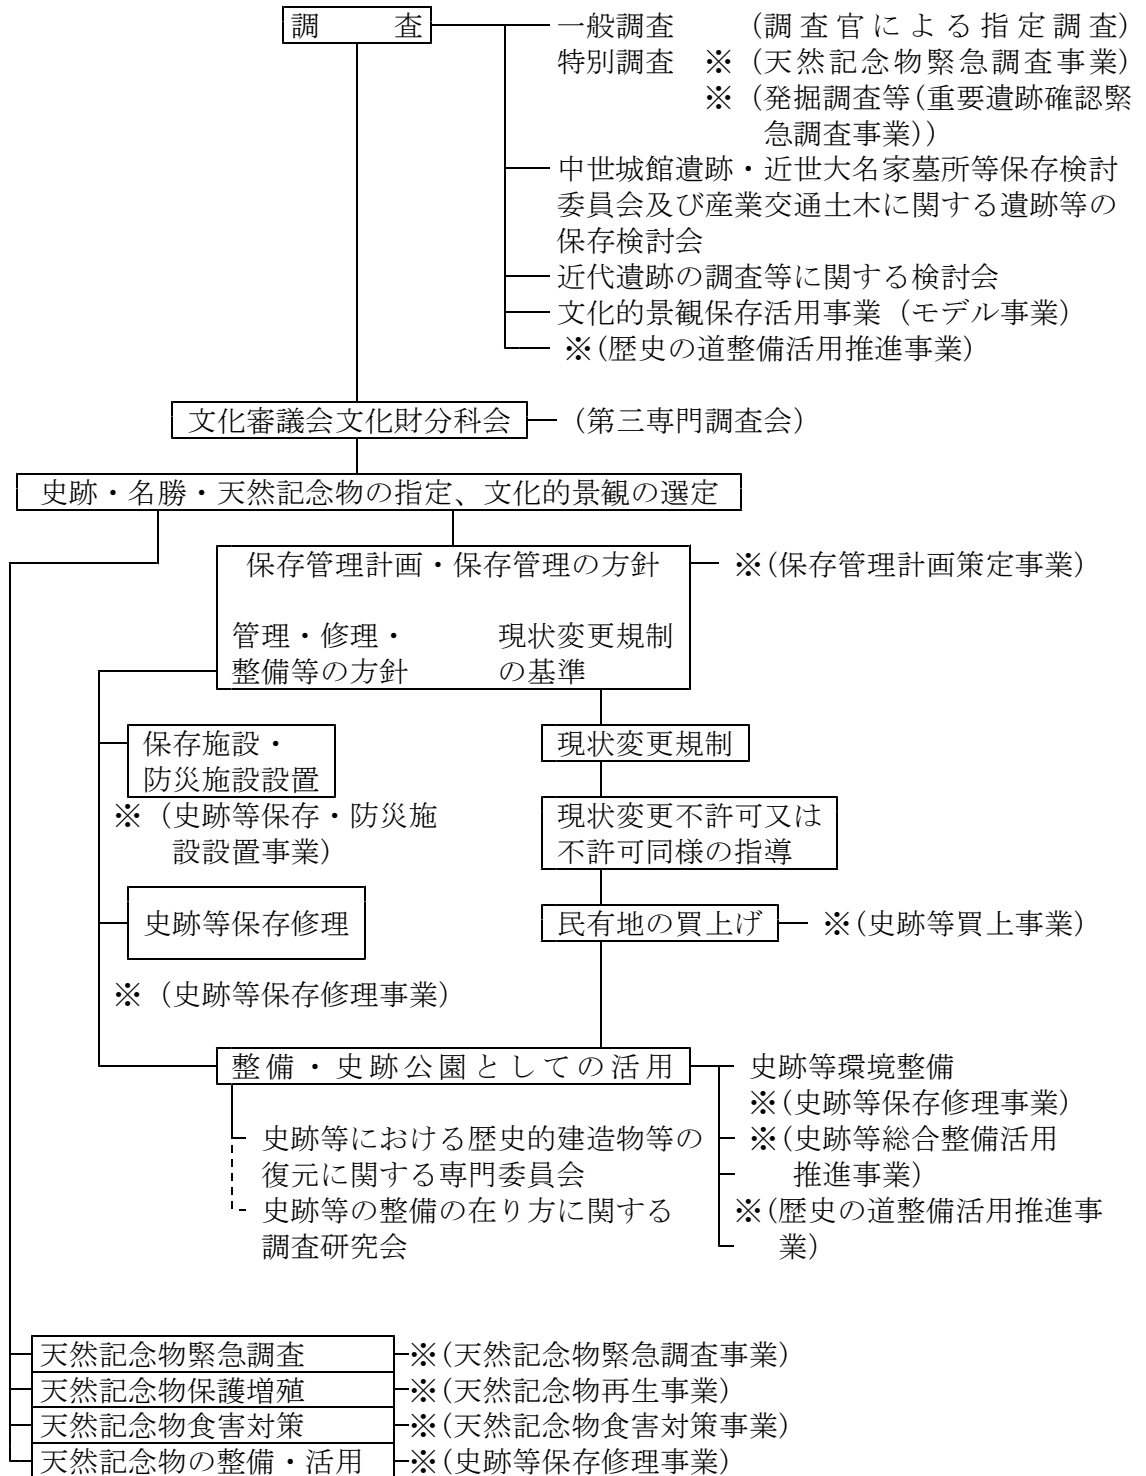 調　　査
一般調査　　（調査官による指定調査）
特別調査　※（天然記念物緊急調査事業）
※（発掘調査等（重要遺跡確認緊
急調査事業））
中世城館遺跡・近世大名家墓所等保存検討
委員会及び産業交通土木に関する遺跡等の
保存検討会
近代遺跡の調査等に関する検討会
文化的景観保存活用事業（モデル事業）
※（歴史の道整備活用推進事業）
文化審議会文化財分科会　（第三専門調査会）
史跡・名勝・天然記念物の指定、文化的景観の選定
保存管理計画・保存管理の方針　※（保存管理計画策定事業）
管理・修理・
整備等の方針
現状変更規制
の基準
保存施設・
防災施設設置
※（史跡等保存・防災施
設設置事業）
史跡等保存修理
※（史跡等保存修理事業）
現状変更規制
現状変更不許可又は
不許可同様の指導
民有地の買上げ　※（史跡等買上事業）
整備・史跡公園としての活用
史跡等における歴史的建造物等の
復元に関する専門委員会
史跡等の整備の在り方に関する
調査研究会
史跡等環境整備
※（史跡等保存修理事業）
※（史跡等総合整備活用
推進事業）
※（歴史の道整備活用推進事
業）
天然記念物緊急調査　※（天然記念物緊急調査事業）
天然記念物保護増殖　※（天然記念物再生事業）
天然記念物食害対策　※（天然記念物食害対策事業）
天然記念物の整備・活用　※（史跡等保存修理事業）